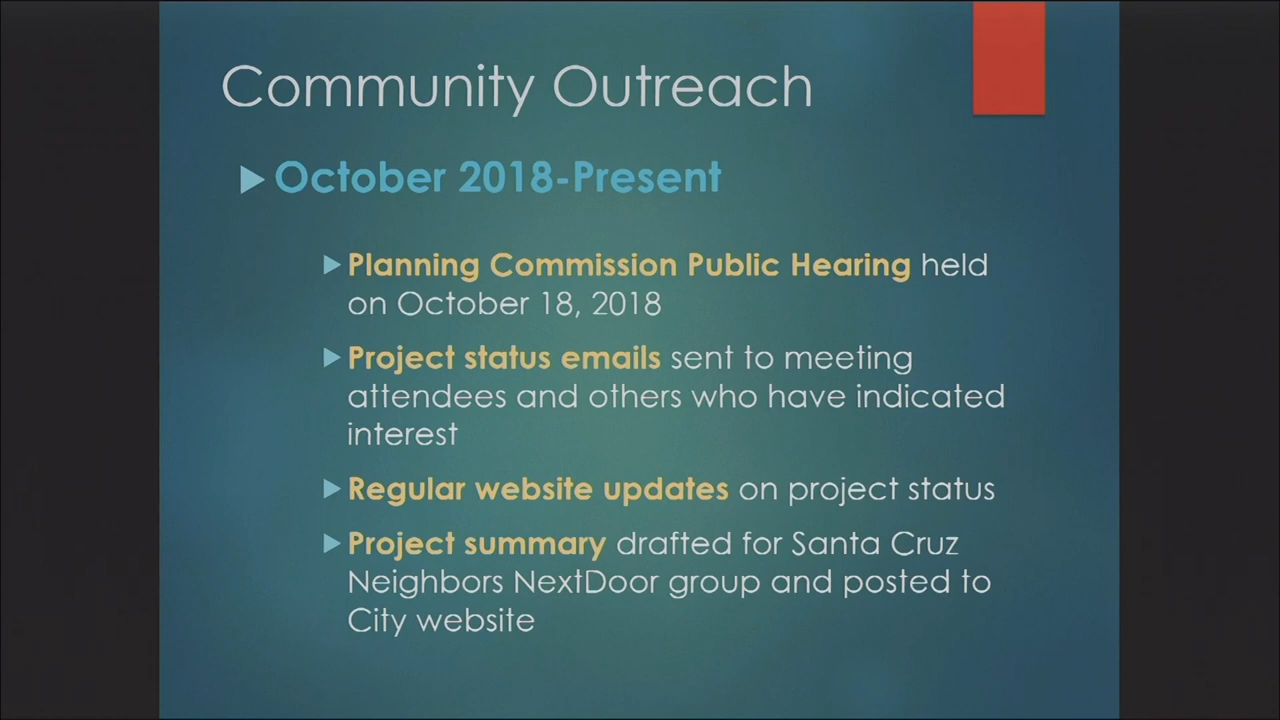 Community Outreach
October 2018-Present
Planning Commission Public Hearing held
on October 18, 2018
Project status emails sent to meeting
attendees and others who have indicated
interest
Regular website updates on project status
Project summary drafted for Santa Cruz
Neighbors NextDoor group and posted to
City website